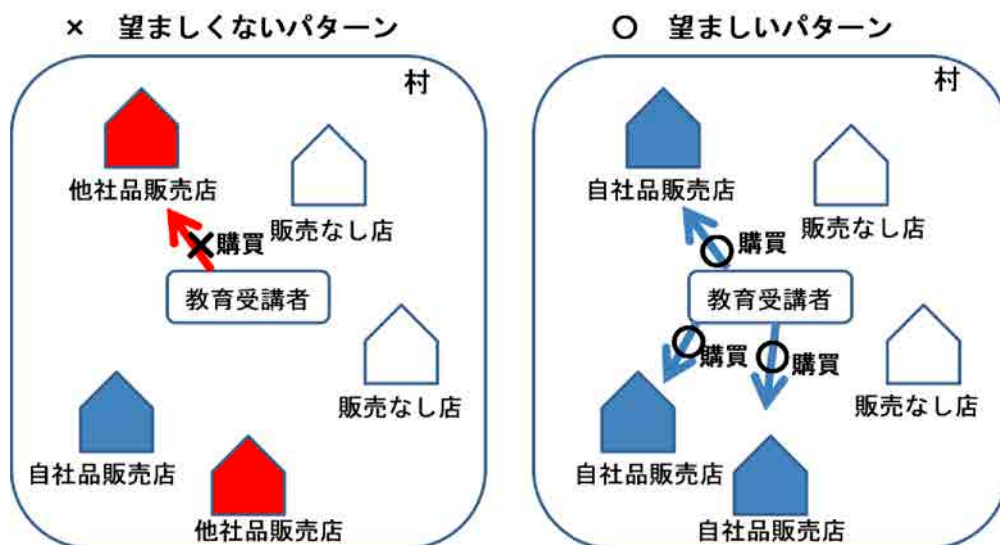 × 望ましくないパターン
村
他社品販売店
販売なし店
購買
教育受講者
販売なし店
自社品販売店
他社品販売店
○ 望ましいパターン
村
自社品販売店
販売なし店
購買
教育受講者
購買
購買
販売なし店
自社品販売店
自社品販売店